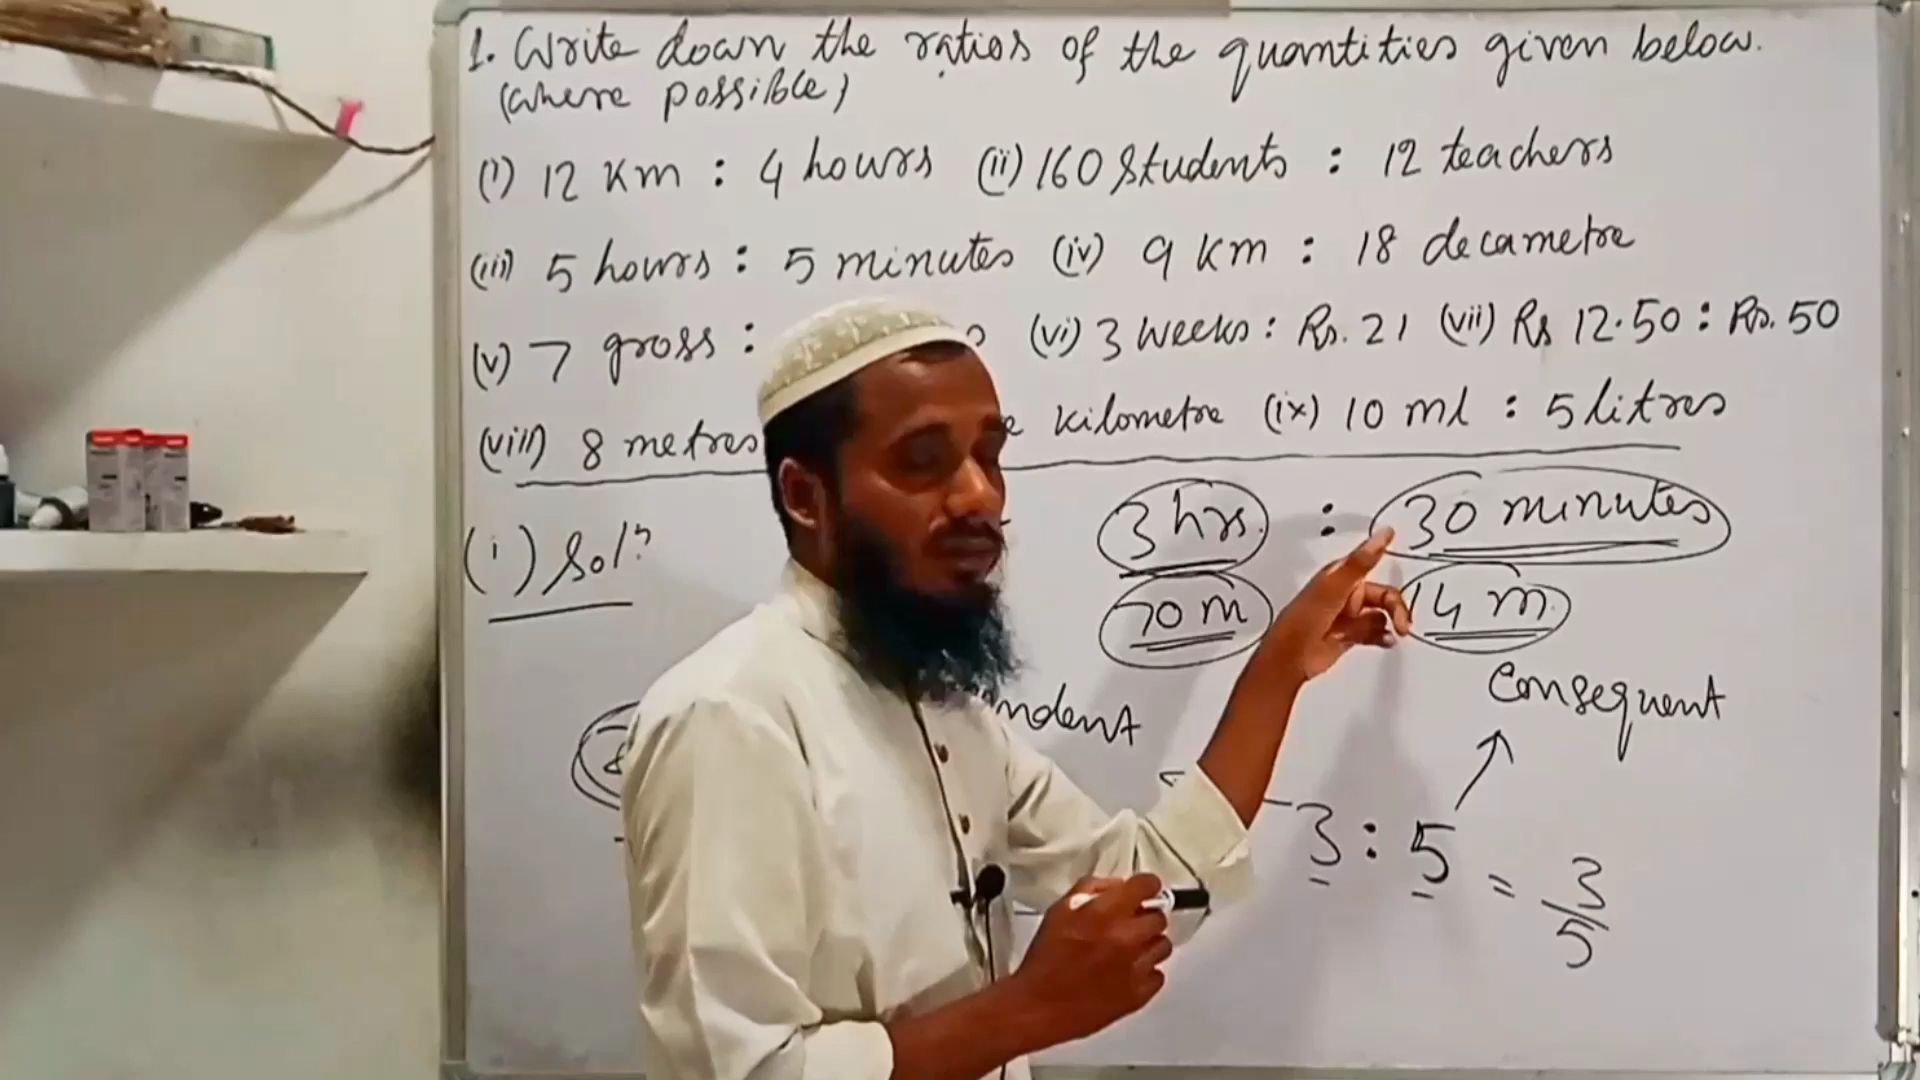 1. Write down the ratios of the quantities given below.
(where possible)
(i) 12 km : 4 hours (ii) 160 students : 12 teachers
(iii) 5 hours : 5 minutes (iv) 9 km : 18 decametre
(v) 7 gross : (vi) 3 weeks : Rs. 21 (vii) Rs 12.50 : Rs. 50
(viii) 8 metres kilometre (ix) 10 ml : 5 litres
(i) Sol?
3 hrs. : 30 minutes
70 m 14 m.
Consequent
3 : 5 = 3/5